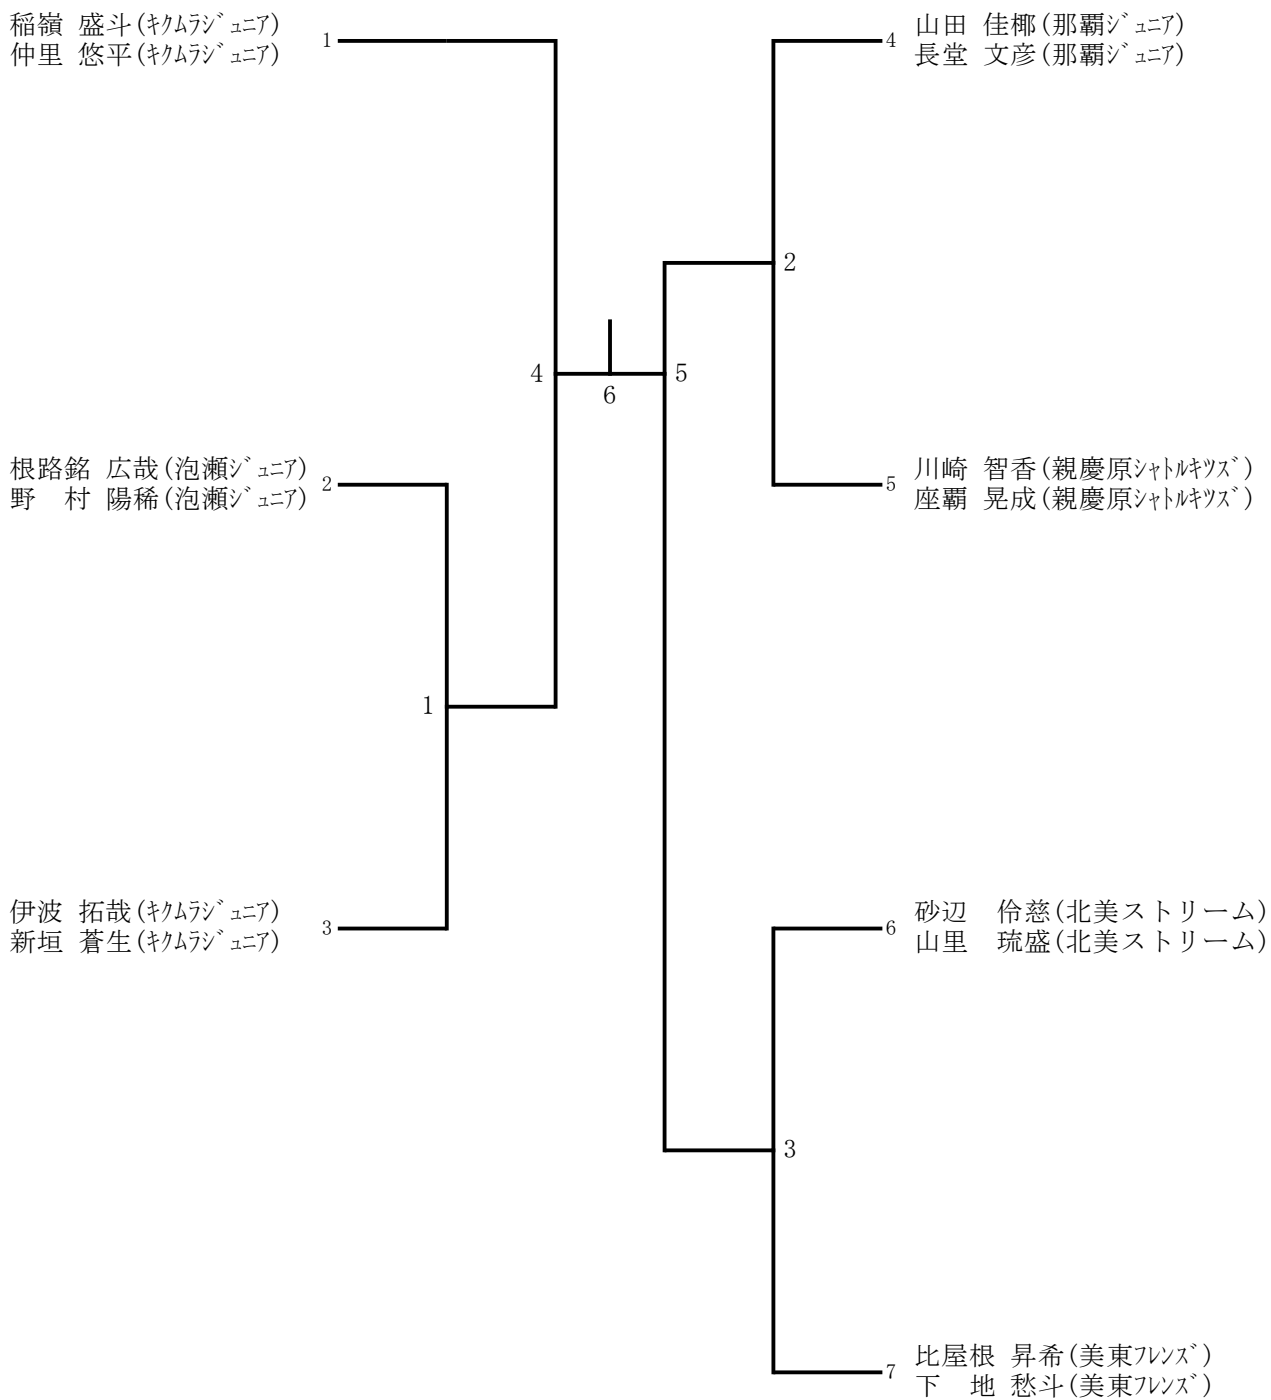 稲嶺 盛斗(ｷｸﾑﾗｼﾞｭﾆｱ)
仲里 悠平(ｷｸﾑﾗｼﾞｭﾆｱ)
1
4 山田 佳椰(那覇ｼﾞｭﾆｱ)
長堂 文彦(那覇ｼﾞｭﾆｱ)
2
4
5
6
根路銘 広哉(泡瀬ｼﾞｭﾆｱ)
野　村 陽稀(泡瀬ｼﾞｭﾆｱ)
2
5 川崎 智香(親慶原ｼｬﾄﾙｷｯｽﾞ)
座覇 晃成(親慶原ｼｬﾄﾙｷｯｽﾞ)
1
伊波 拓哉(ｷｸﾑﾗｼﾞｭﾆｱ)
新垣 蒼生(ｷｸﾑﾗｼﾞｭﾆｱ)
3
6 砂辺　伶慈(北美ストリーム)
山里　琉盛(北美ストリーム)
3
7 比屋根 昇希(美東ﾌﾚﾝｽﾞ)
下　地 愁斗(美東ﾌﾚﾝｽﾞ)